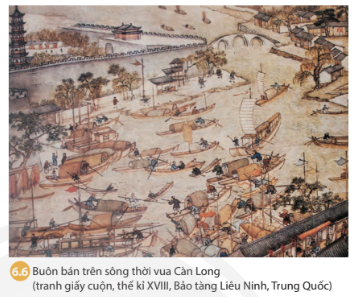 6.6 Buôn bán trên sông thời vua Càn Long
(tranh giấy cuộn, thế kỉ XVIII, Bảo tàng Liêu Ninh, Trung Quốc)